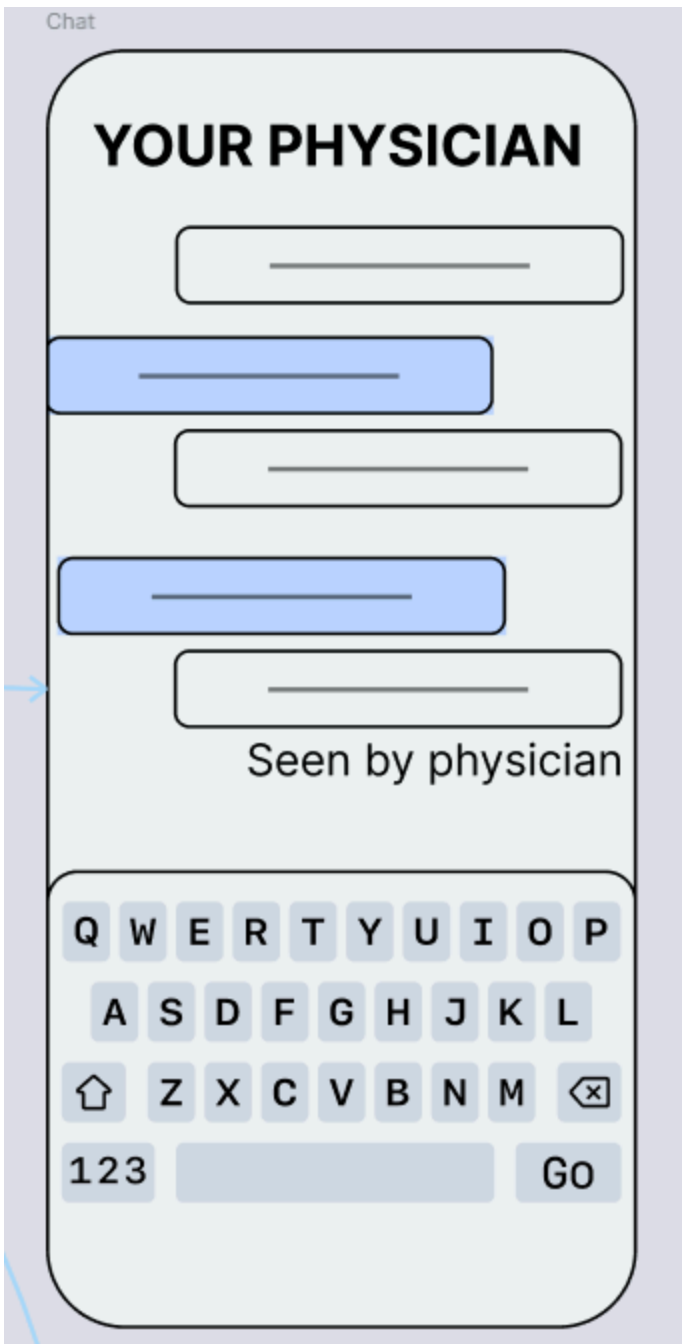 Chat
YOUR PHYSICIAN
Seen by physician
Q W E R T Y U I O P
A S D F G H J K L
Z X C V B N M
123 Go